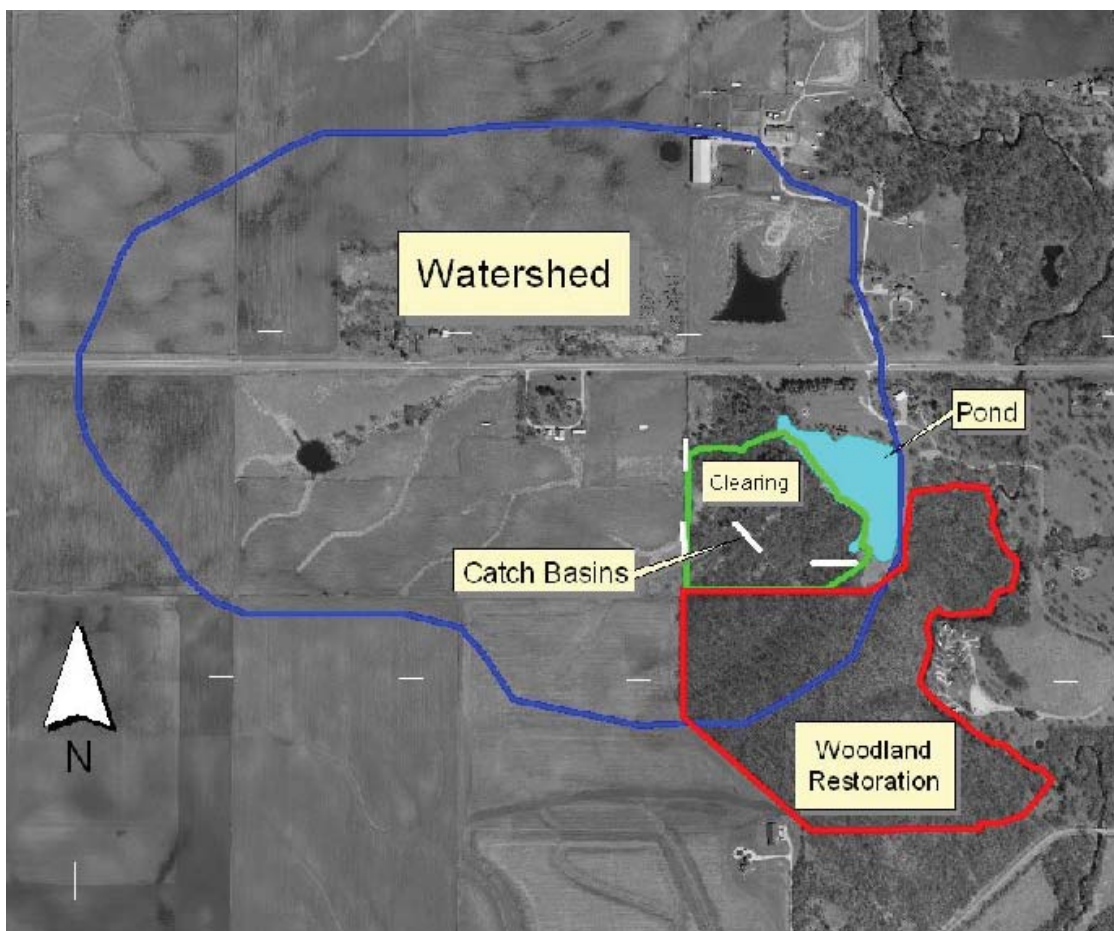 Watershed
Pond
Clearing
Catch Basins
N
Woodland
Restoration